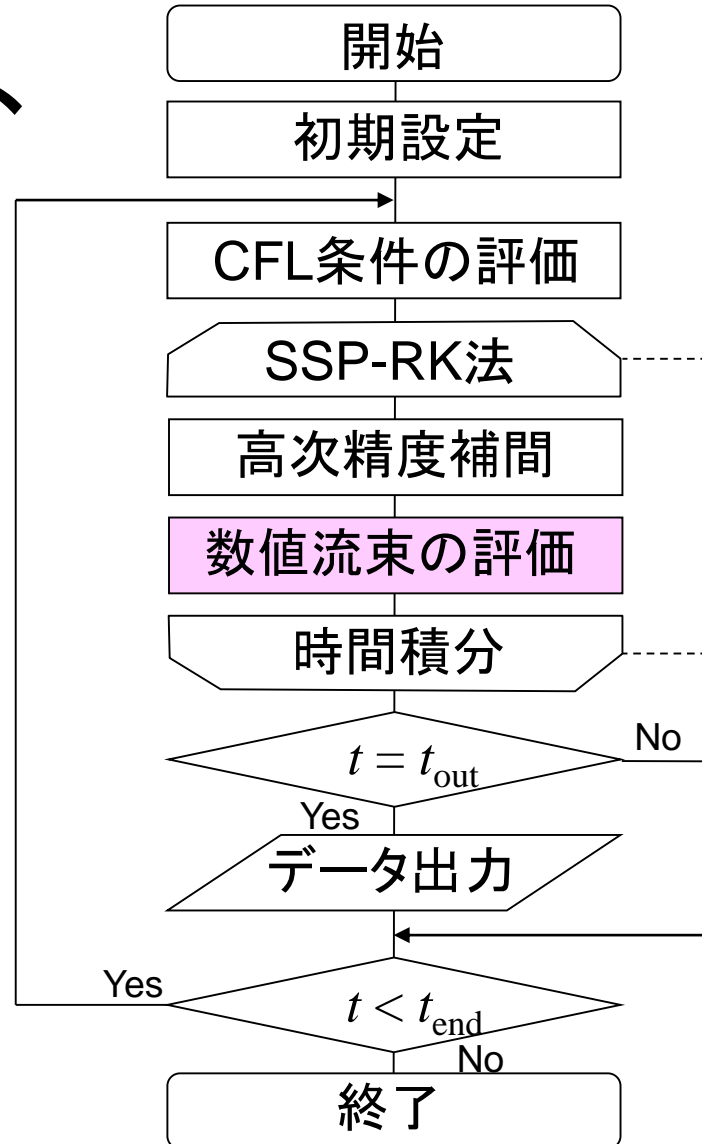 開始
初期設定
CFL条件の評価
SSP-RK法
高次精度補間
数値流束の評価
時間積分
t = t_out
No
Yes
データ出力
Yes
t < t_end
No
終了